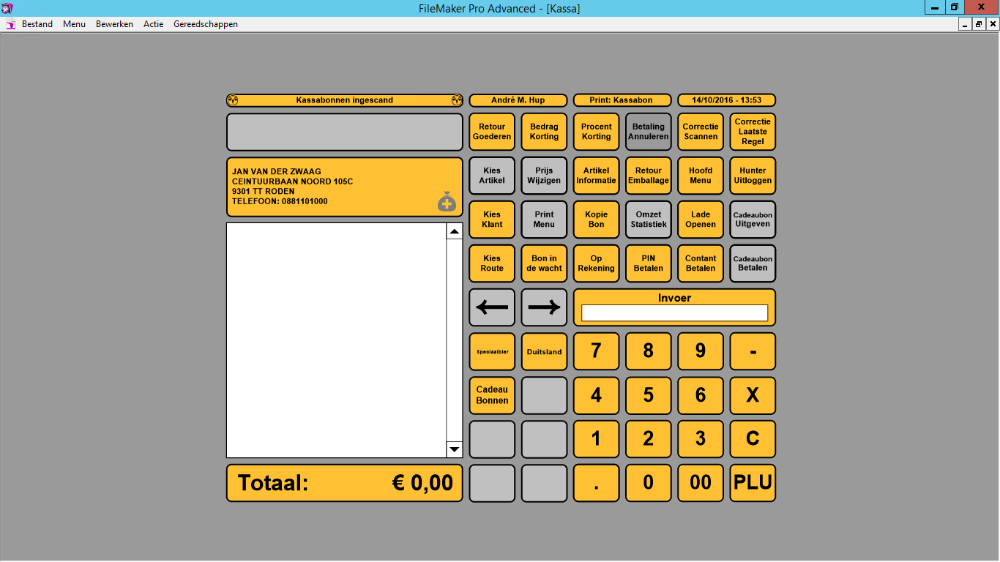 FileMaker Pro Advanced - [Kassa]
Bestand Menu Bewerken Actie Gereedschappen
Kassabonnen ingescand
André M. Hup
Print: Kassabon
14/10/2016 - 13:53
Retour
Goederen
Bedrag
Korting
Procent
Korting
Betaling
Annuleren
Correctie
Scannen
Correctie
Laatste
Regel
JAN VAN DER ZWAAG
CEINTUURBAAN NOORD 105C
9301 TT RODEN
TELEFOON: 0881101000
Kies
Artikel
Prijs
Wijzigen
Artikel
Informatie
Retour
Emballage
Hoofd
Menu
Hunter
Uitloggen
Kies
Klant
Print
Menu
Kopie
Bon
Omzet
Statistiek
Lade
Openen
Cadeaubon
Uitgeven
Kies
Route
Bon in
de wacht
Op
Rekening
PIN
Betalen
Contant
Betalen
Cadeaubon
Betalen
Invoer
Speciaalbier
Duitsland
7
8
9
-
Cadeau
Bonnen
4
5
6
X
1
2
3
C
Totaal: € 0,00
.
0
00
PLU